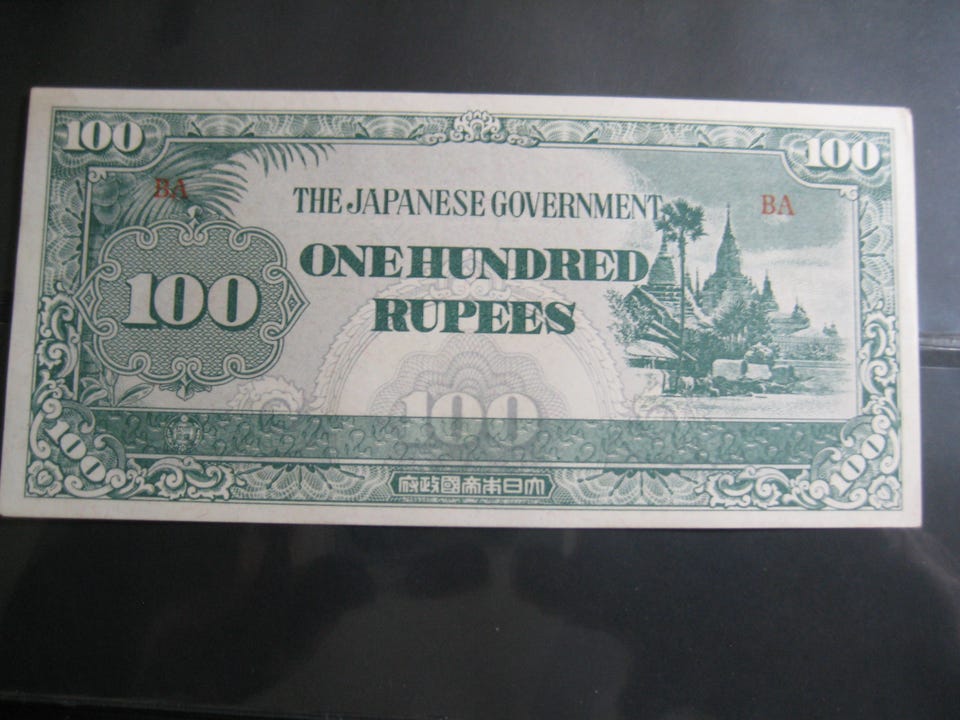 100 100
BA BA
THE JAPANESE GOVERNMENT
ONE HUNDRED
100
RUPEES
100
100 100
府政國帝本日大